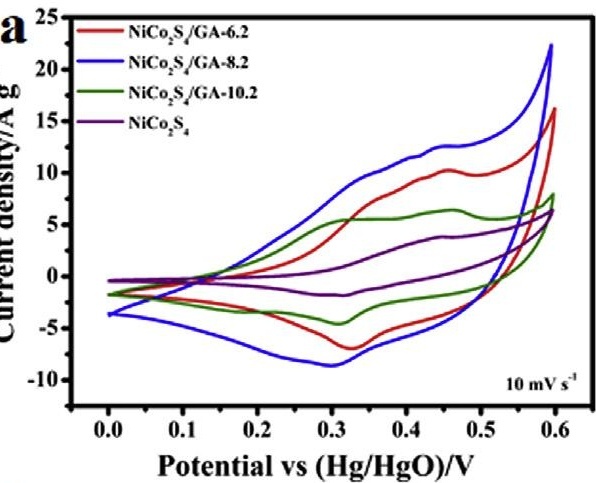 a
Current density/A g
25
20
15
10
5
0
-5
-10
NiCo₂S₄/GA-6.2
NiCo₂S₄/GA-8.2
NiCo₂S₄/GA-10.2
NiCo₂S₄
10 mV s⁻¹
0.0 0.1 0.2 0.3 0.4 0.5 0.6
Potential vs (Hg/HgO)/V